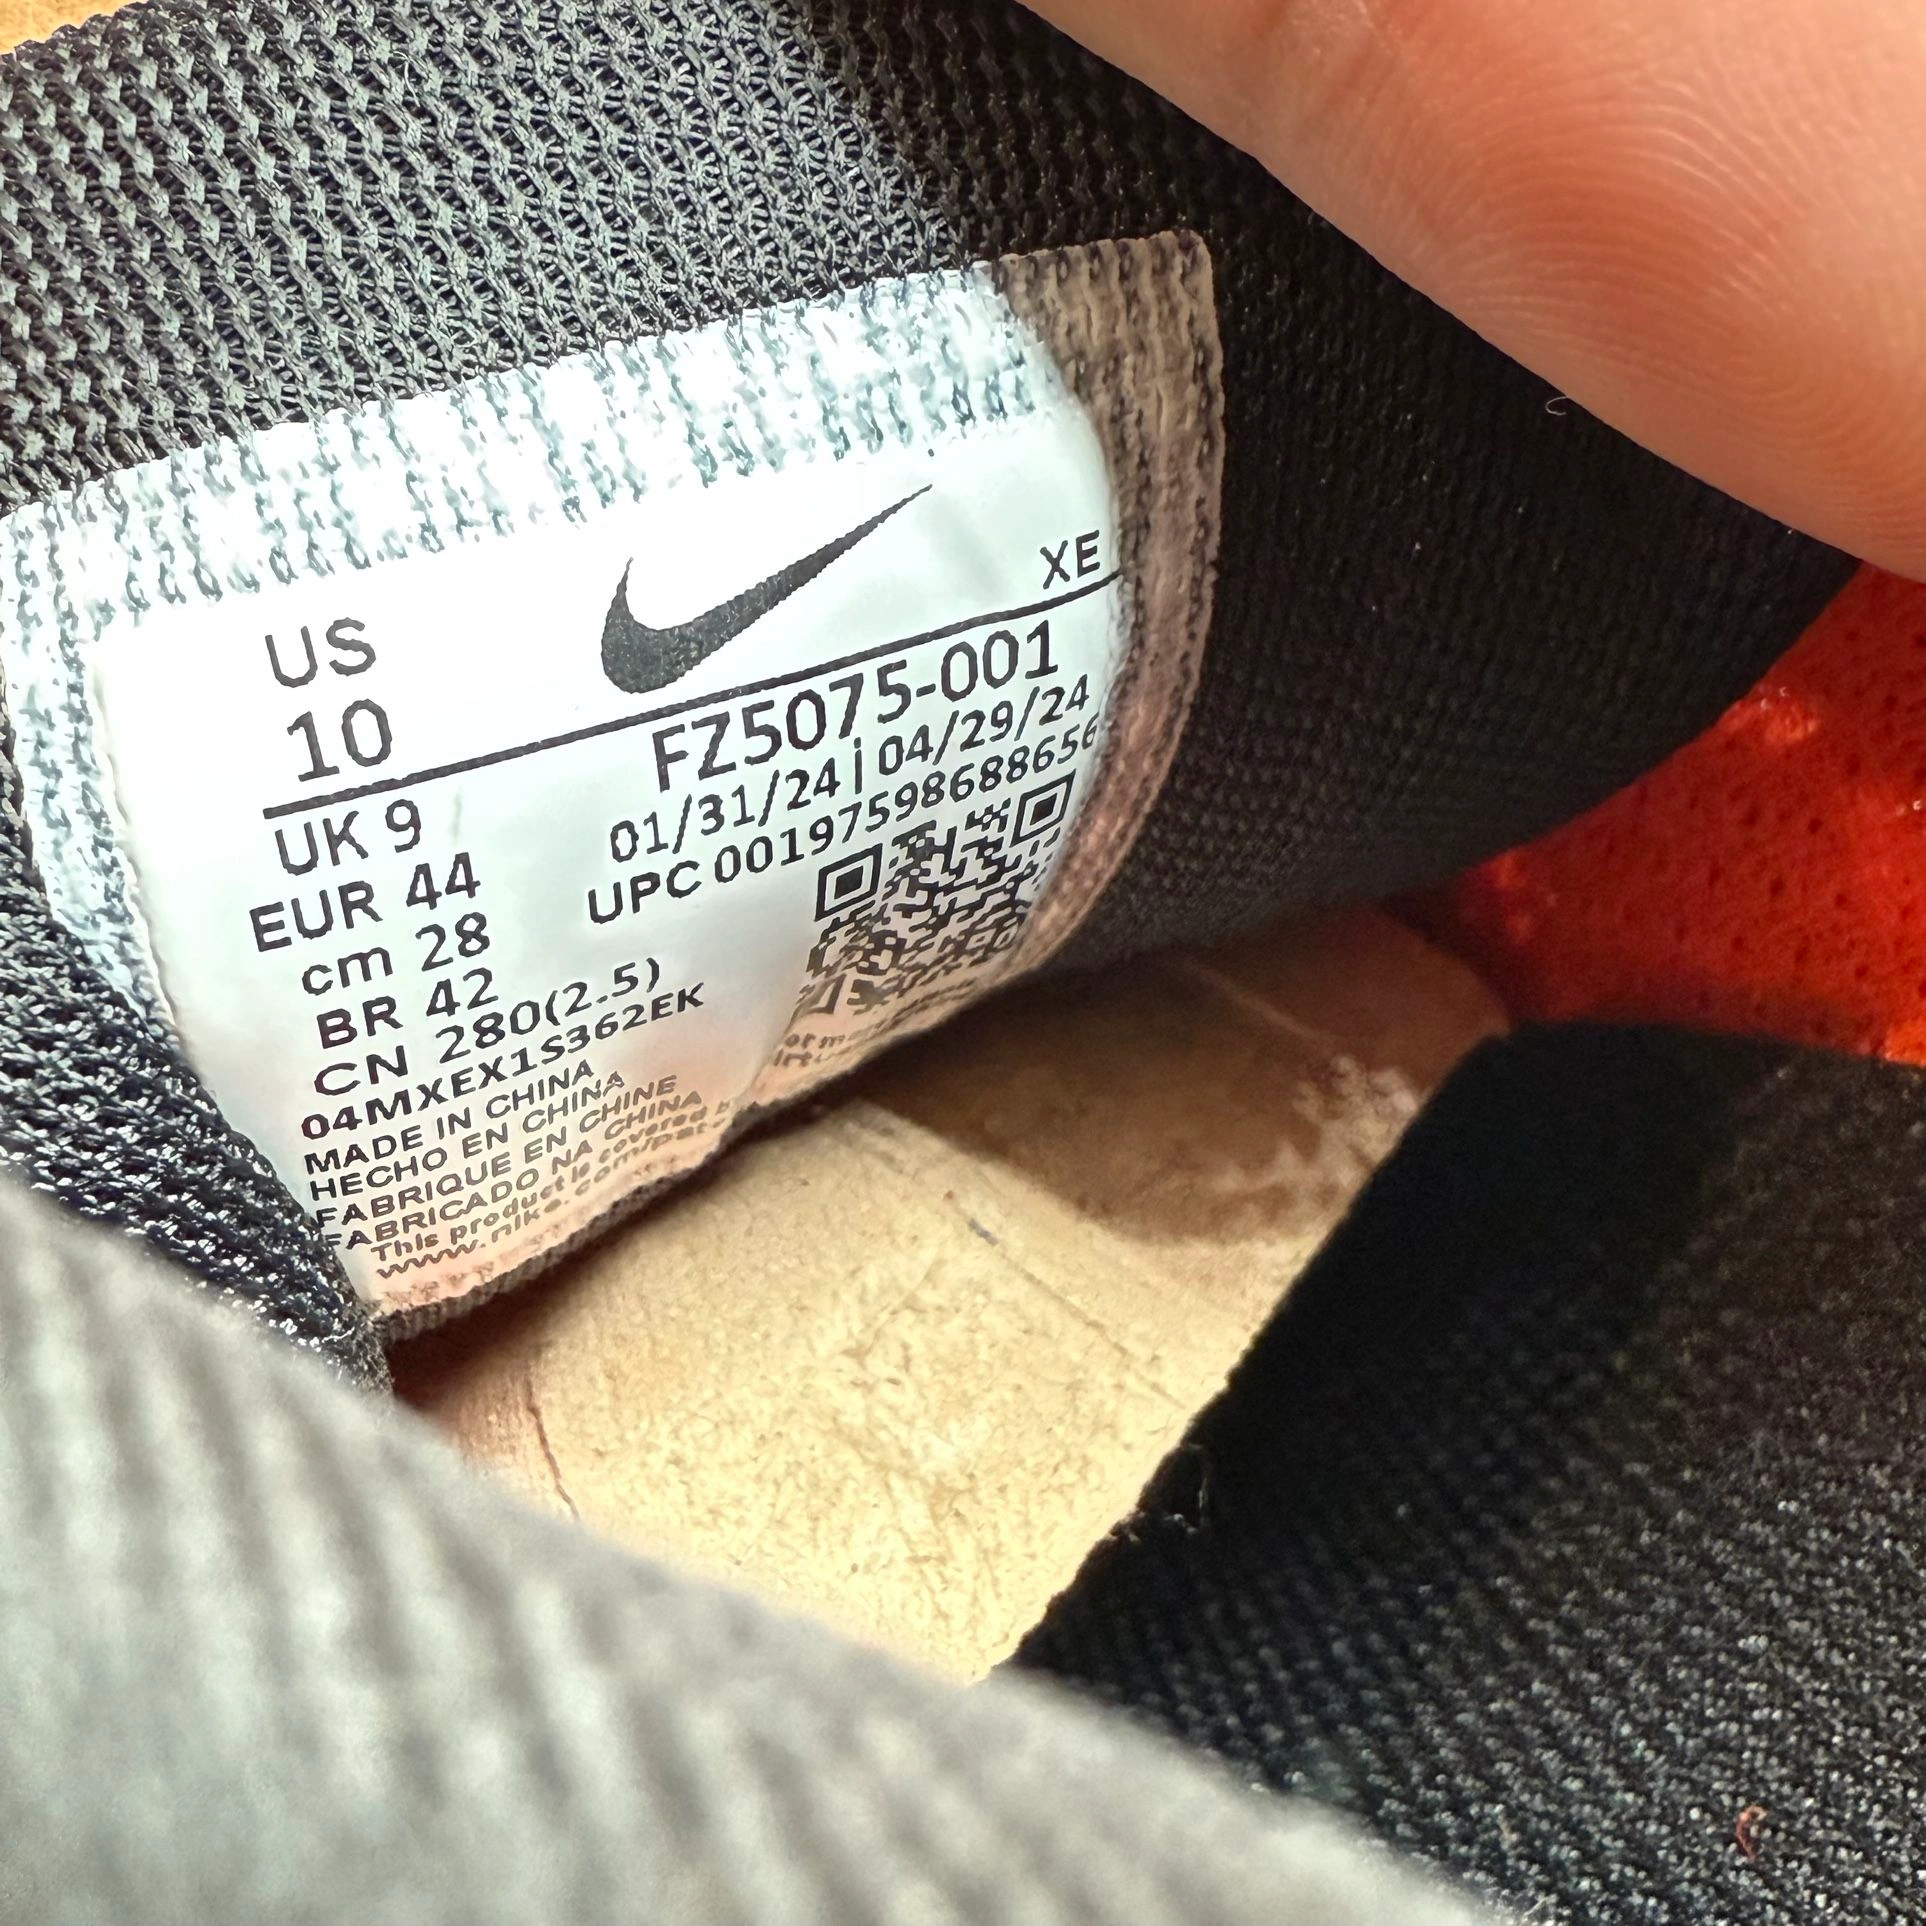 US
10
XE
FZ5075-001
01/31/24 | 04/29/24
UPC 00197598688656
UK 9
EUR 44
cm 28
BR 42
CN 280(2.5)
04MXEX1S362EK
MADE IN CHINA
HECHO EN CHINA
FABRIQUE EN CHINE
FABRICADO NA CHINA
This product is covered
www.nike.com/pat